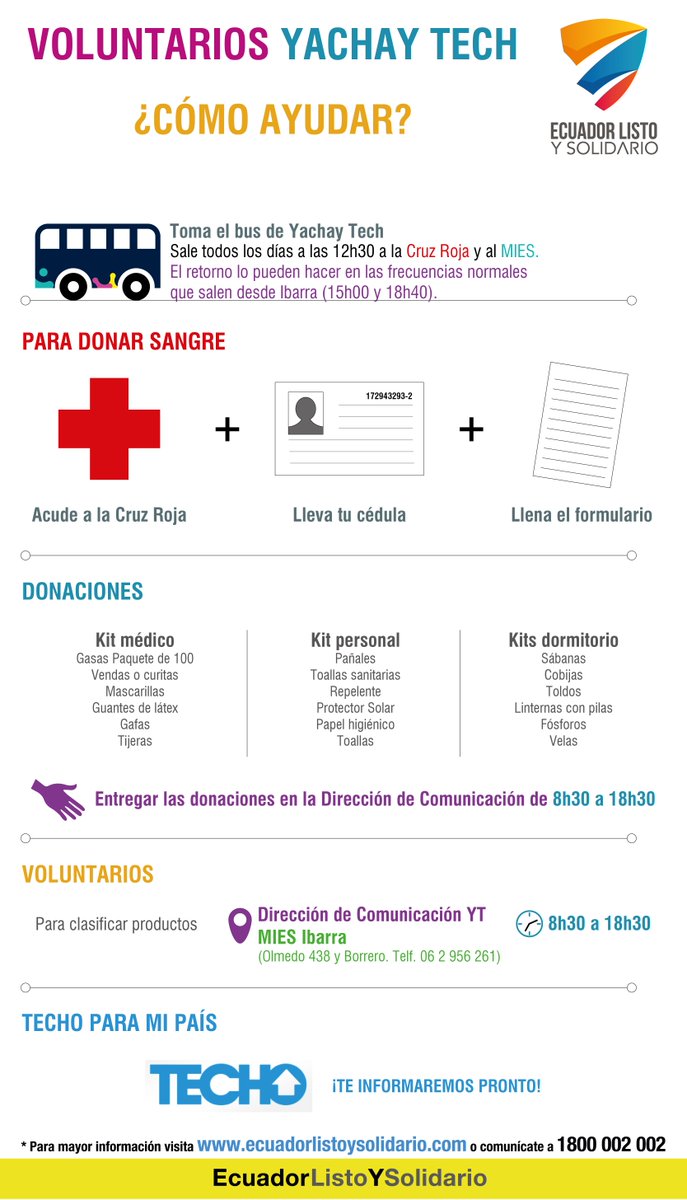 VOLUNTARIOS YACHAY TECH
¿CÓMO AYUDAR?
ECUADOR LISTO
Y SOLIDARIO
Toma el bus de Yachay Tech
Sale todos los días a las 12h30 a la Cruz Roja y al MIES.
El retorno lo pueden hacer en las frecuencias normales
que salen desde Ibarra (15h00 y 18h40).
PARA DONAR SANGRE
172943293-2
+
+
Acude a la Cruz Roja
Lleva tu cédula
Llena el formulario
DONACIONES
Kit médico
Gasas Paquete de 100
Vendas o curitas
Mascarillas
Guantes de látex
Gafas
Tijeras
Kit personal
Pañales
Toallas sanitarias
Repelente
Protector Solar
Papel higiénico
Toallas
Kits dormitorio
Sábanas
Cobijas
Toldos
Linternas con pilas
Fósforos
Velas
Entregar las donaciones en la Dirección de Comunicación de 8h30 a 18h30
VOLUNTARIOS
Para clasificar productos
Dirección de Comunicación YT
MIES Ibarra
(Olmedo 438 y Borrero. Telf. 06 2 956 261)
8h30 a 18h30
TECHO PARA MI PAÍS
TECHO
¡TE INFORMAREMOS PRONTO!
* Para mayor información visita www.ecuadorlistoysolidario.com o comunícate a 1800 002 002
EcuadorListoYSolidario